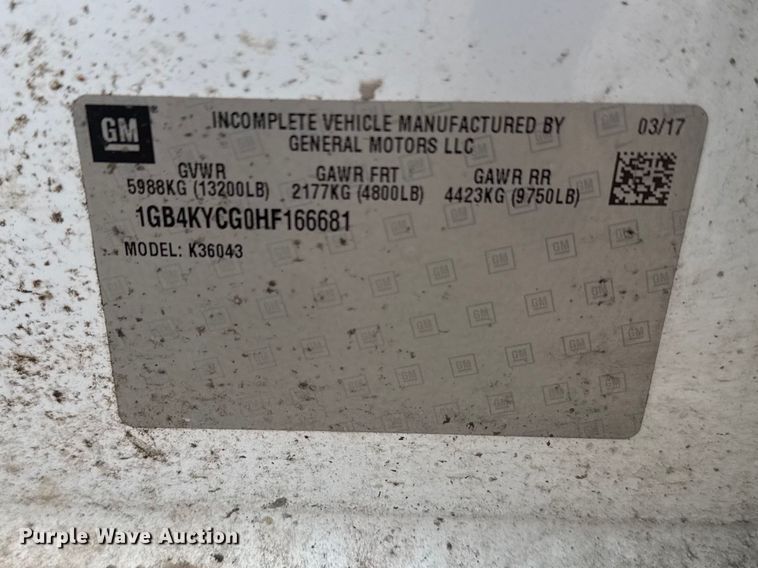 GM
INCOMPLETE VEHICLE MANUFACTURED BY
GENERAL MOTORS LLC
03/17
GVWR GAWR FRT GAWR RR
5988KG (13200LB) 2177KG (4800LB) 4423KG (9750LB)
1GB4KYCG0HF166681
MODEL: K36043
Purple Wave Auction